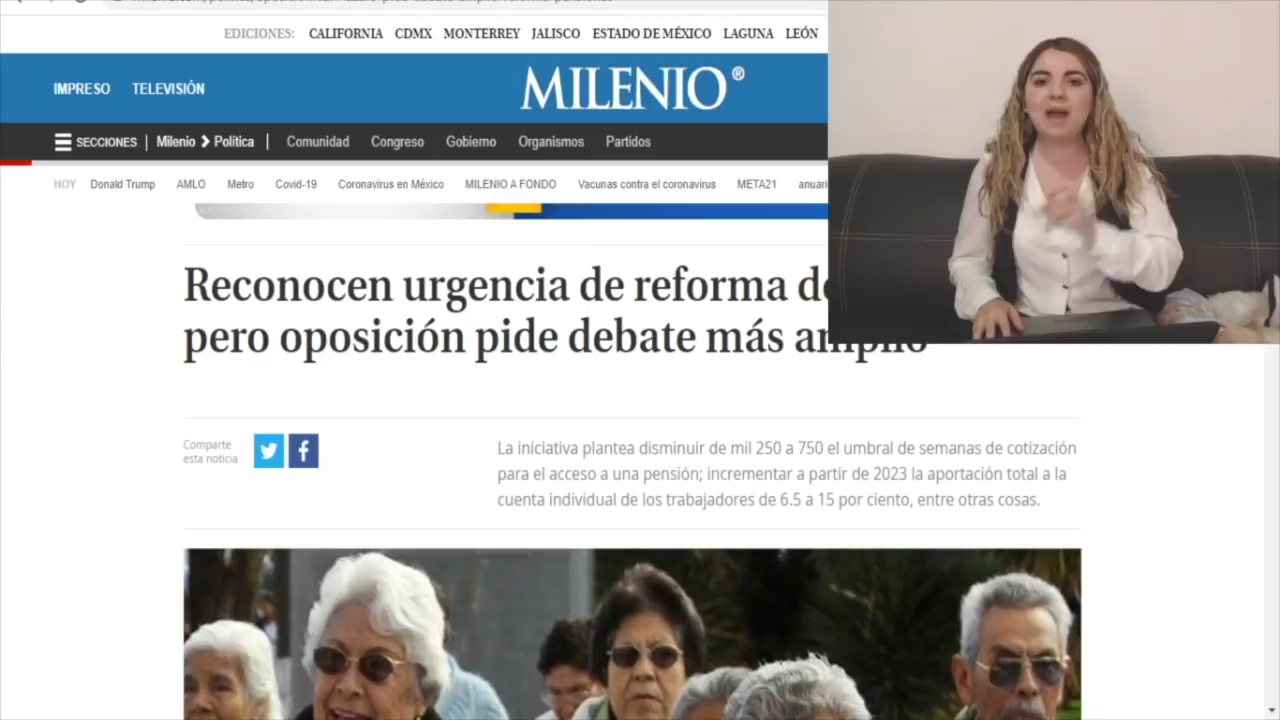 EDICIONES: CALIFORNIA CDMX MONTERREY JALISCO ESTADO DE MÉXICO LAGUNA LEÓN
IMPRESO TELEVISIÓN MILENIO®
SECCIONES | Milenio > Política | Comunidad Congreso Gobierno Organismos Partidos
HOY Donald Trump AMLO Metro Covid-19 Coronavirus en México MILENIO A FONDO Vacunas contra el coronavirus META21
Reconocen urgencia de reforma
pero oposición pide debate más amplio
Comparte
esta noticia
La iniciativa plantea disminuir de mil 250 a 750 el umbral de semanas de cotización
para el acceso a una pensión; incrementar a partir de 2023 la aportación total a la
cuenta individual de los trabajadores de 6.5 a 15 por ciento, entre otras cosas.